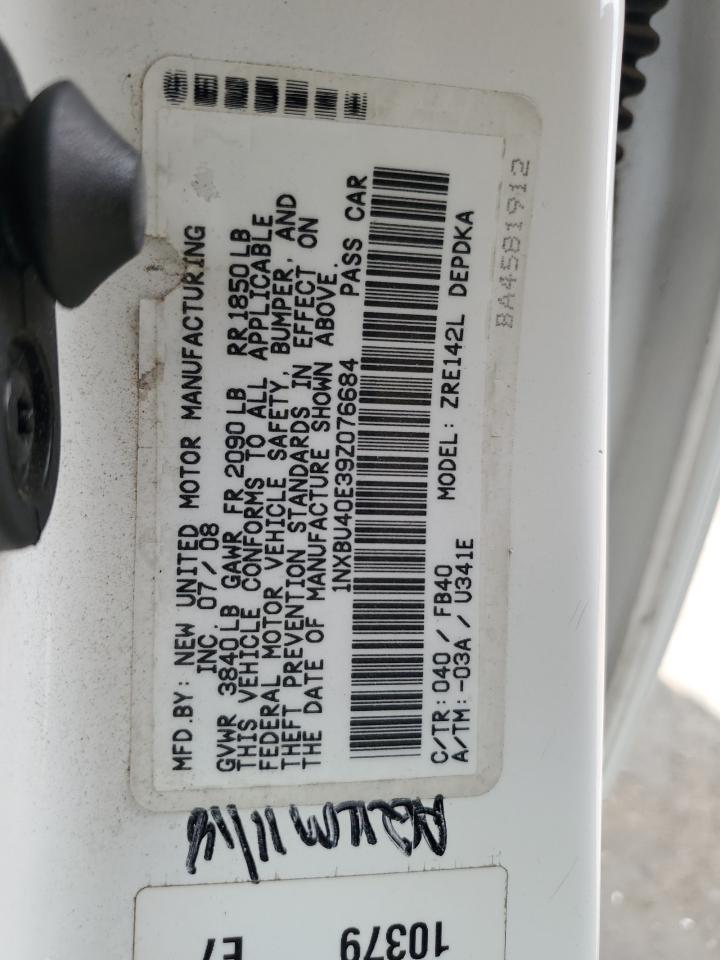 MFD.BY: NEW UNITED MOTOR MANUFACTURING
INC. 07/08
GVWR 3840LB GAWR FR 2090LB RR1850LB
THIS VEHICLE CONFORMS TO ALL APPLICABLE
FEDERAL MOTOR VEHICLE SAFETY, BUMPER, AND
THEFT PREVENTION STANDARDS IN EFFECT ON
THE DATE OF MANUFACTURE SHOWN ABOVE.
1NXBU40E39Z076684 PASS CAR
C/TR: 040 / FB40 MODEL: ZRE142L DEPDKA
A/TM: -03A / U341E
8A4581912
10379